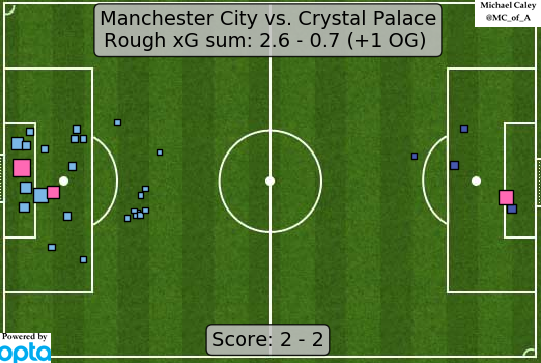 Manchester City vs. Crystal Palace
Rough xG sum: 2.6 - 0.7 (+1 OG)
Michael Caley
@MC_of_A
Score: 2 - 2
Powered by
opta